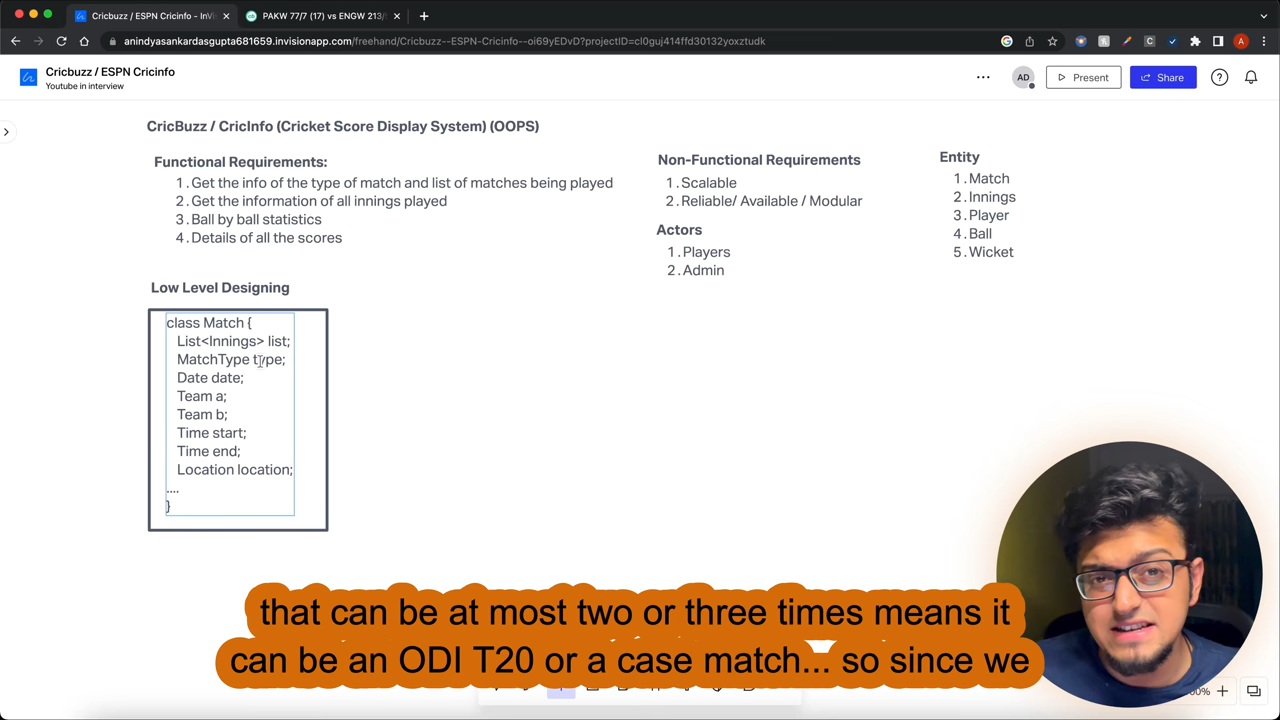 Cricbuzz / ESPN Cricinfo - InVi
PAKW 77/7 (17) vs ENGW 213/
anindyasankardasgupta681659.invisionapp.com/freehand/Cricbuzz--ESPN-Cricinfo--oi69yEDvD?projectID=cl0guj414ffd30132yoxztudk
A
Cricbuzz / ESPN Cricinfo
Youtube in interview
AD
Present
Share
CricBuzz / CricInfo (Cricket Score Display System) (OOPS)
Functional Requirements:
1. Get the info of the type of match and list of matches being played
2. Get the information of all innings played
3. Ball by ball statistics
4. Details of all the scores
Non-Functional Requirements
1. Scalable
2. Reliable/ Available / Modular
Actors
1. Players
2. Admin
Entity
1. Match
2. Innings
3. Player
4. Ball
5. Wicket
Low Level Designing
class Match {
List<Innings> list;
MatchType type;
Date date;
Team a;
Team b;
Time start;
Time end;
Location location;
....
}
that can be at most two or three times means it
can be an ODI T20 or a case match... so since we